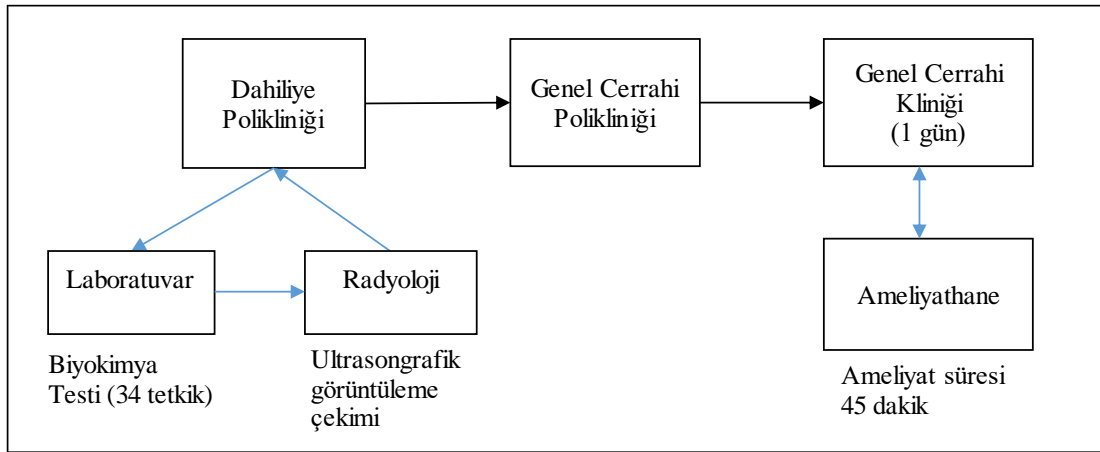 Dahiliye
Polikliniği
Genel Cerrahi
Polikliniği
Genel Cerrahi
Kliniği
(1 gün)
Laboratuvar
Radyoloji
Ameliyathane
Biyokimya
Testi (34 tetkik)
Ultrasongrafik
görüntüleme
çekimi
Ameliyat süresi
45 dakik